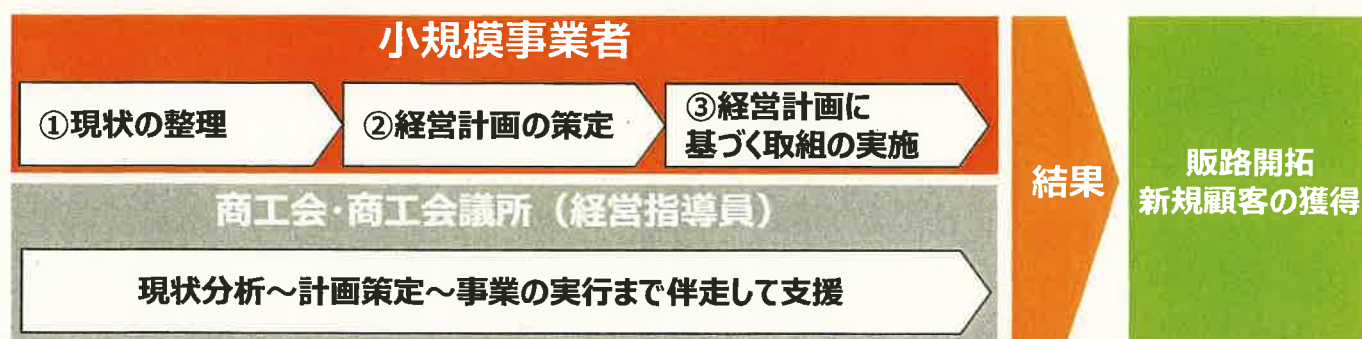 小規模事業者
①現状の整理
②経営計画の策定
③経営計画に
基づく取組の実施
商工会・商工会議所（経営指導員）
現状分析～計画策定～事業の実行まで伴走して支援
結果
販路開拓
新規顧客の獲得